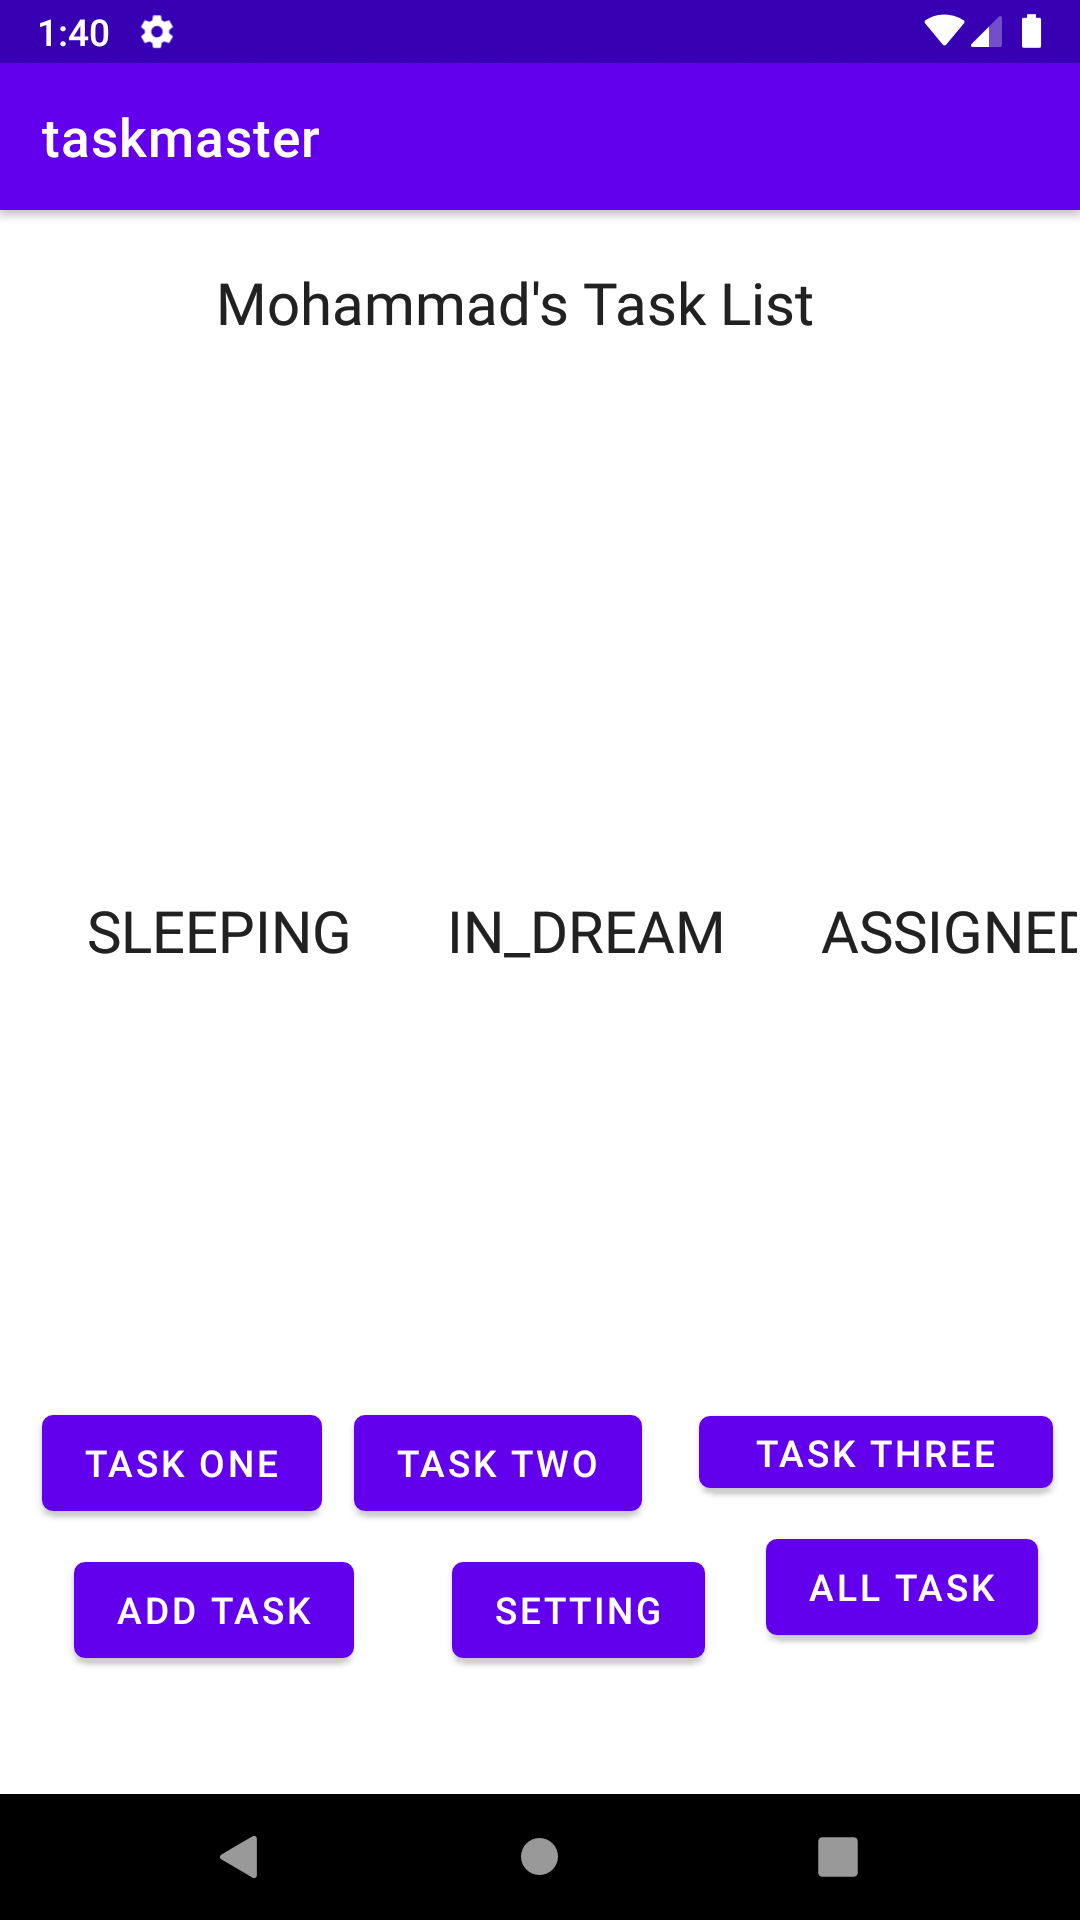 1:40
taskmaster
Mohammad's Task List
SLEEPING IN_DREAM ASSIGNED
TASK ONE TASK TWO TASK THREE
ADD TASK SETTING ALL TASK